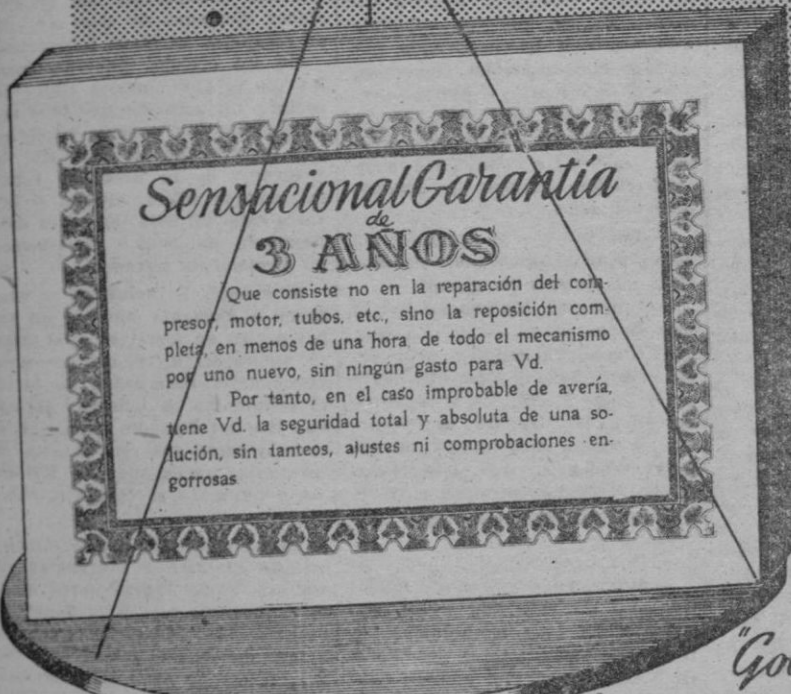 Sensacional Garantía
de
3 AÑOS
Que consiste no en la reparación del com-
presor, motor, tubos, etc., sino la reposición com-
pleta, en menos de una hora de todo el mecanismo
por uno nuevo, sin ningún gasto para Vd.
Por tanto, en el caso improbable de avería,
tiene Vd. la seguridad total y absoluta de una so-
lución, sin tanteos, ajustes ni comprobaciones en-
gorrosas